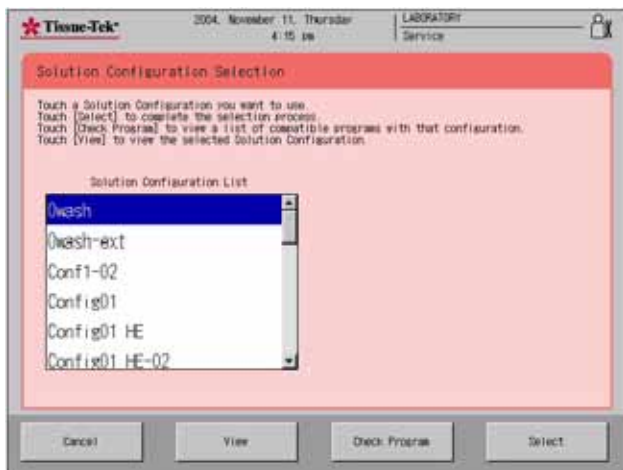 Tissue-Tek
2004. November 11. Thursday
4:15 pm
LABORATORY
Service
Solution Configuration Selection
Touch a Solution Configuration you want to use.
Touch [Select] to complete the selection process.
Touch [Check Program] to view a list of compatible programs with that configuration.
Touch [View] to view the selected Solution Configuration.
Solution Configuration List
0wash
0wash-ext
Conf1-02
Config01
Config01 HE
Config01 HE-02
Cancel
View
Check Program
Select